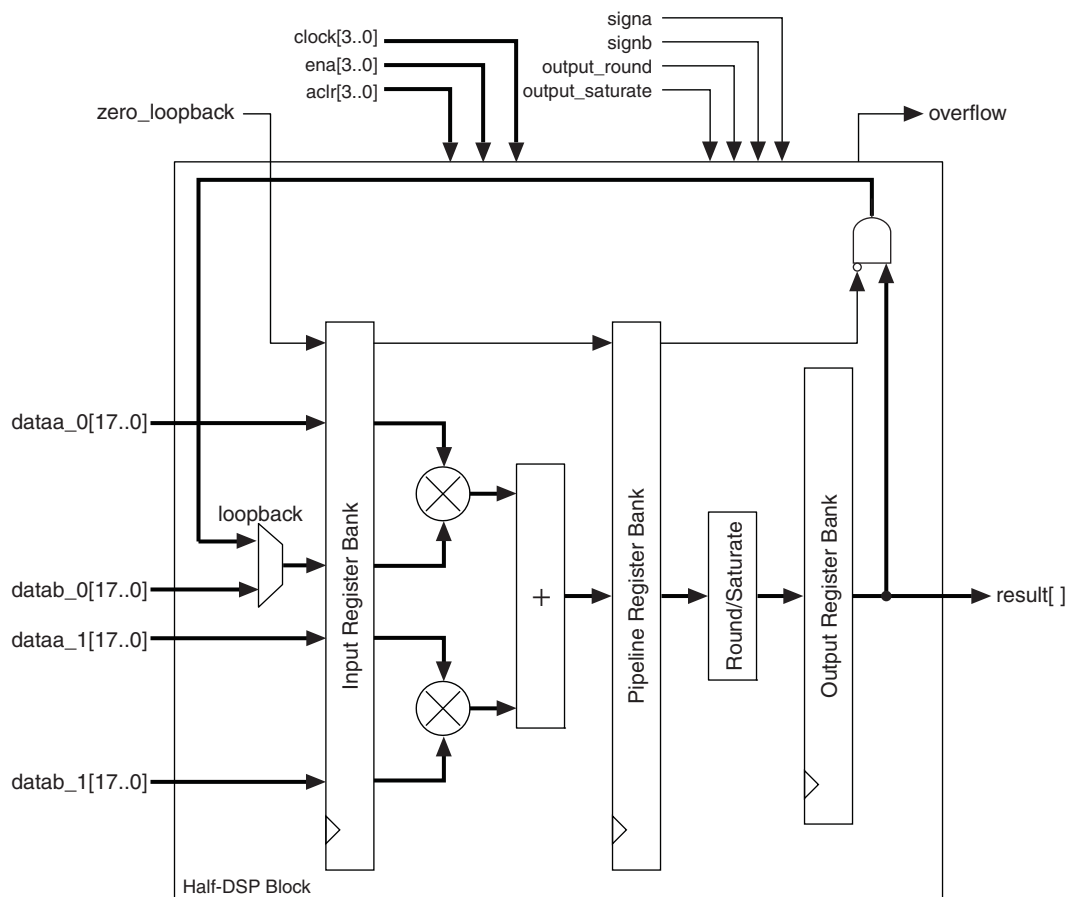 signa
clock[3..0]
signb
ena[3..0]
output_round
aclr[3..0]
output_saturate
zero_loopback
overflow
dataa_0[17..0]
loopback
datab_0[17..0]
dataa_1[17..0]
datab_1[17..0]
Input Register Bank
+
Pipeline Register Bank
Round/Saturate
Output Register Bank
result[ ]
Half-DSP Block